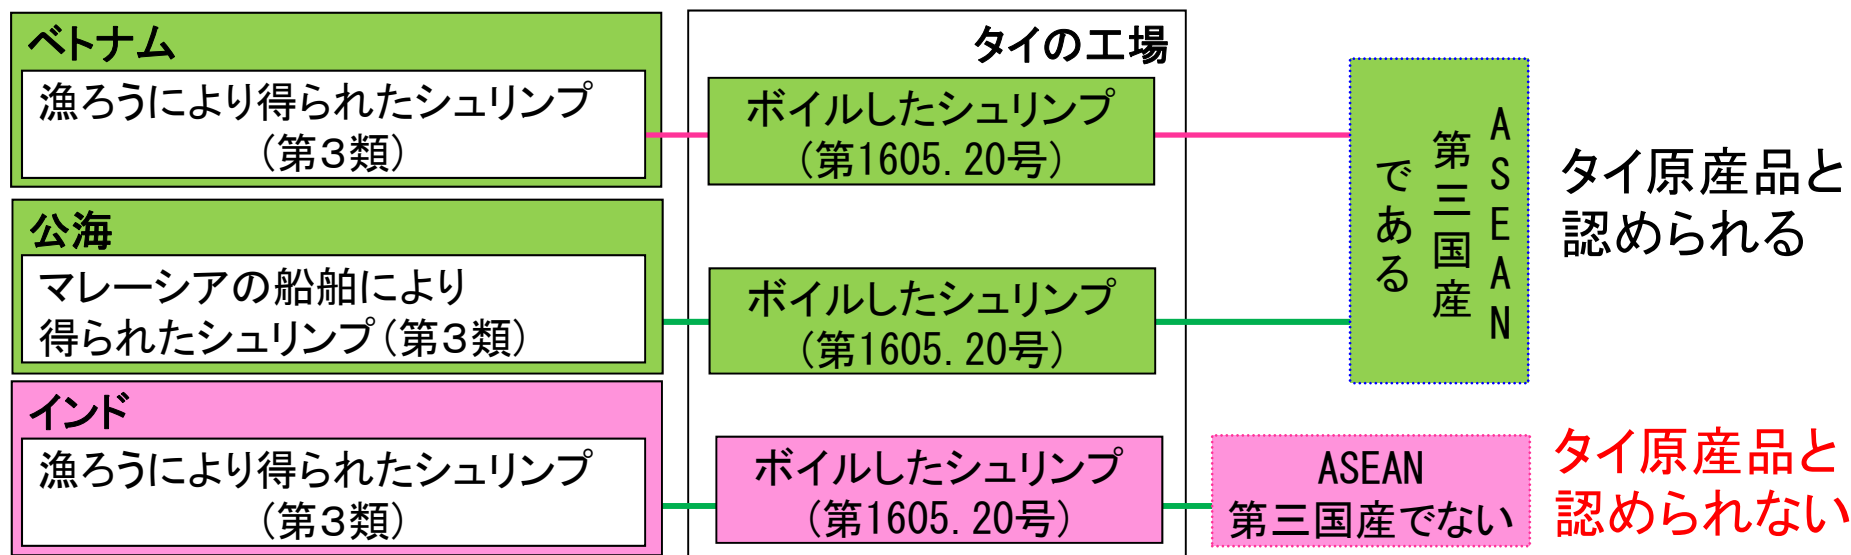 ベトナム
漁ろうにより得られたシュリンプ
(第3類)
タイの工場
ボイルしたシュリンプ
(第1605.20号)
公海
マレーシアの船舶により
得られたシュリンプ(第3類)
ボイルしたシュリンプ
(第1605.20号)
ASEAN
第三国産
である
タイ原産品と
認められる
インド
漁ろうにより得られたシュリンプ
(第3類)
ボイルしたシュリンプ
(第1605.20号)
ASEAN
第三国産でない
タイ原産品と
認められない